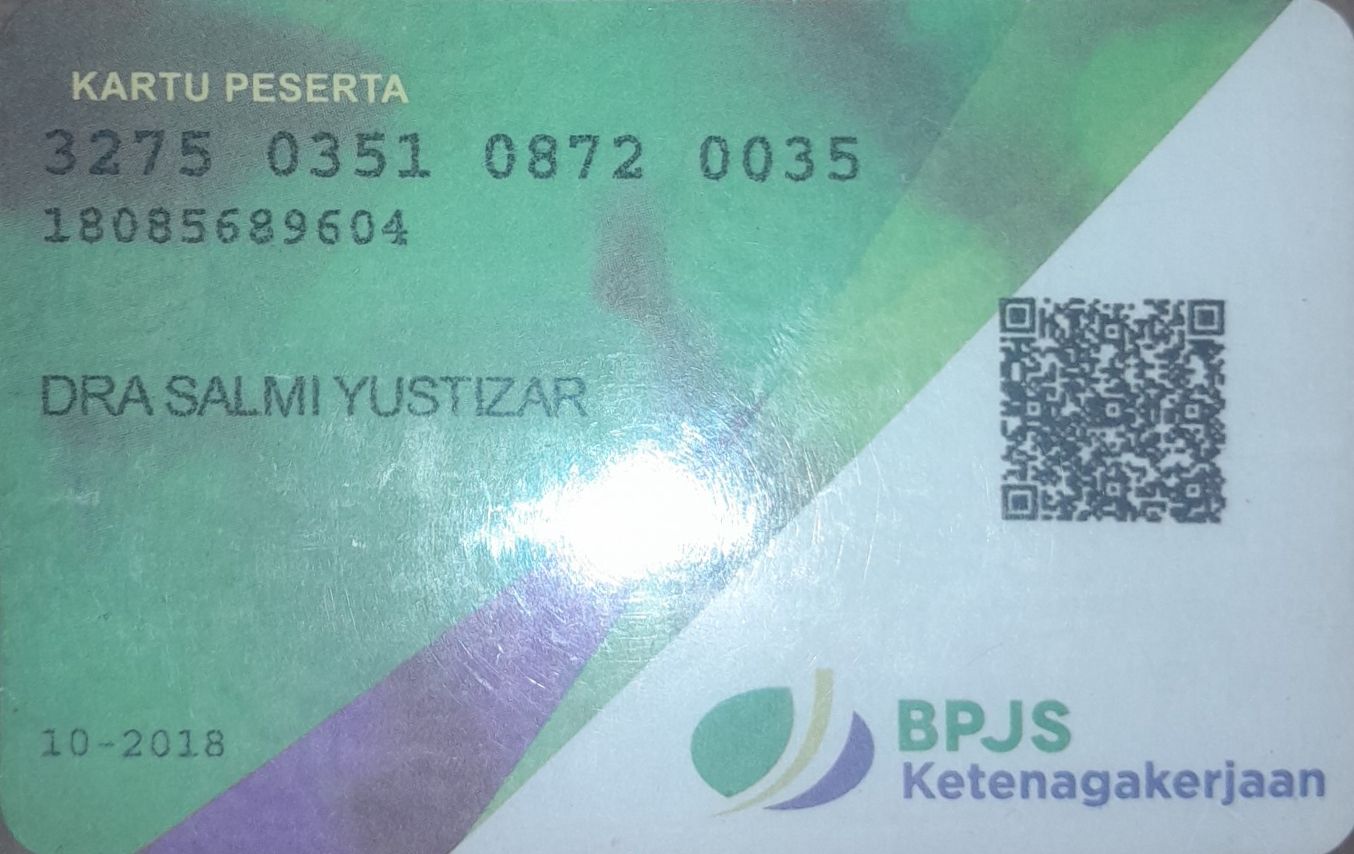 KARTU PESERTA
3275 0351 0872 0035
18085689604
DRA SALMI YUSTIZAR
10-2018
BPJS
Ketenagakerjaan